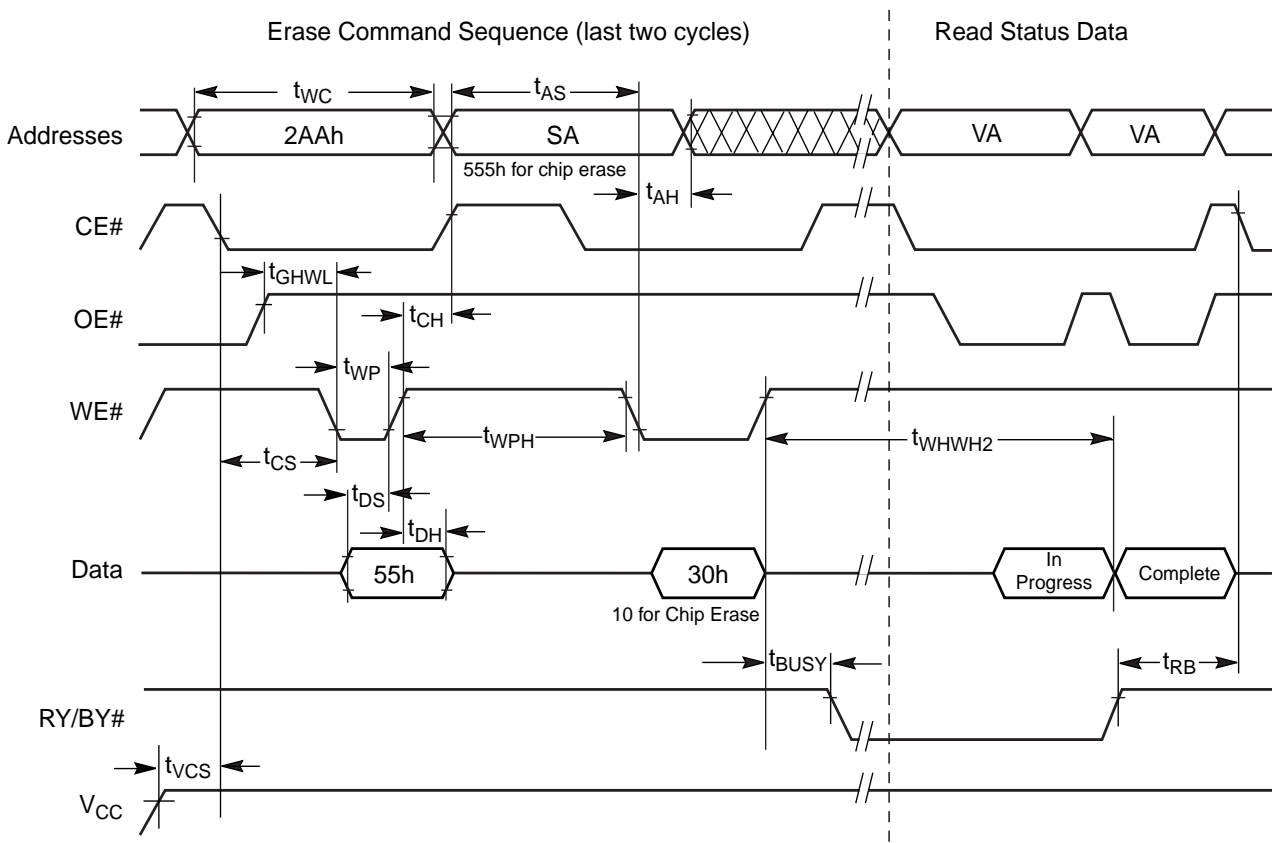 Erase Command Sequence (last two cycles)
Read Status Data
tWC
tAS
Addresses
2AAh
SA
VA
VA
555h for chip erase
tAH
CE#
tGHWL
OE#
tCH
tWP
WE#
tWPH
tWHWH2
tCS
tDS
tDH
Data
55h
30h
In
Progress
Complete
10 for Chip Erase
tBUSY
tRB
RY/BY#
tVCS
VCC